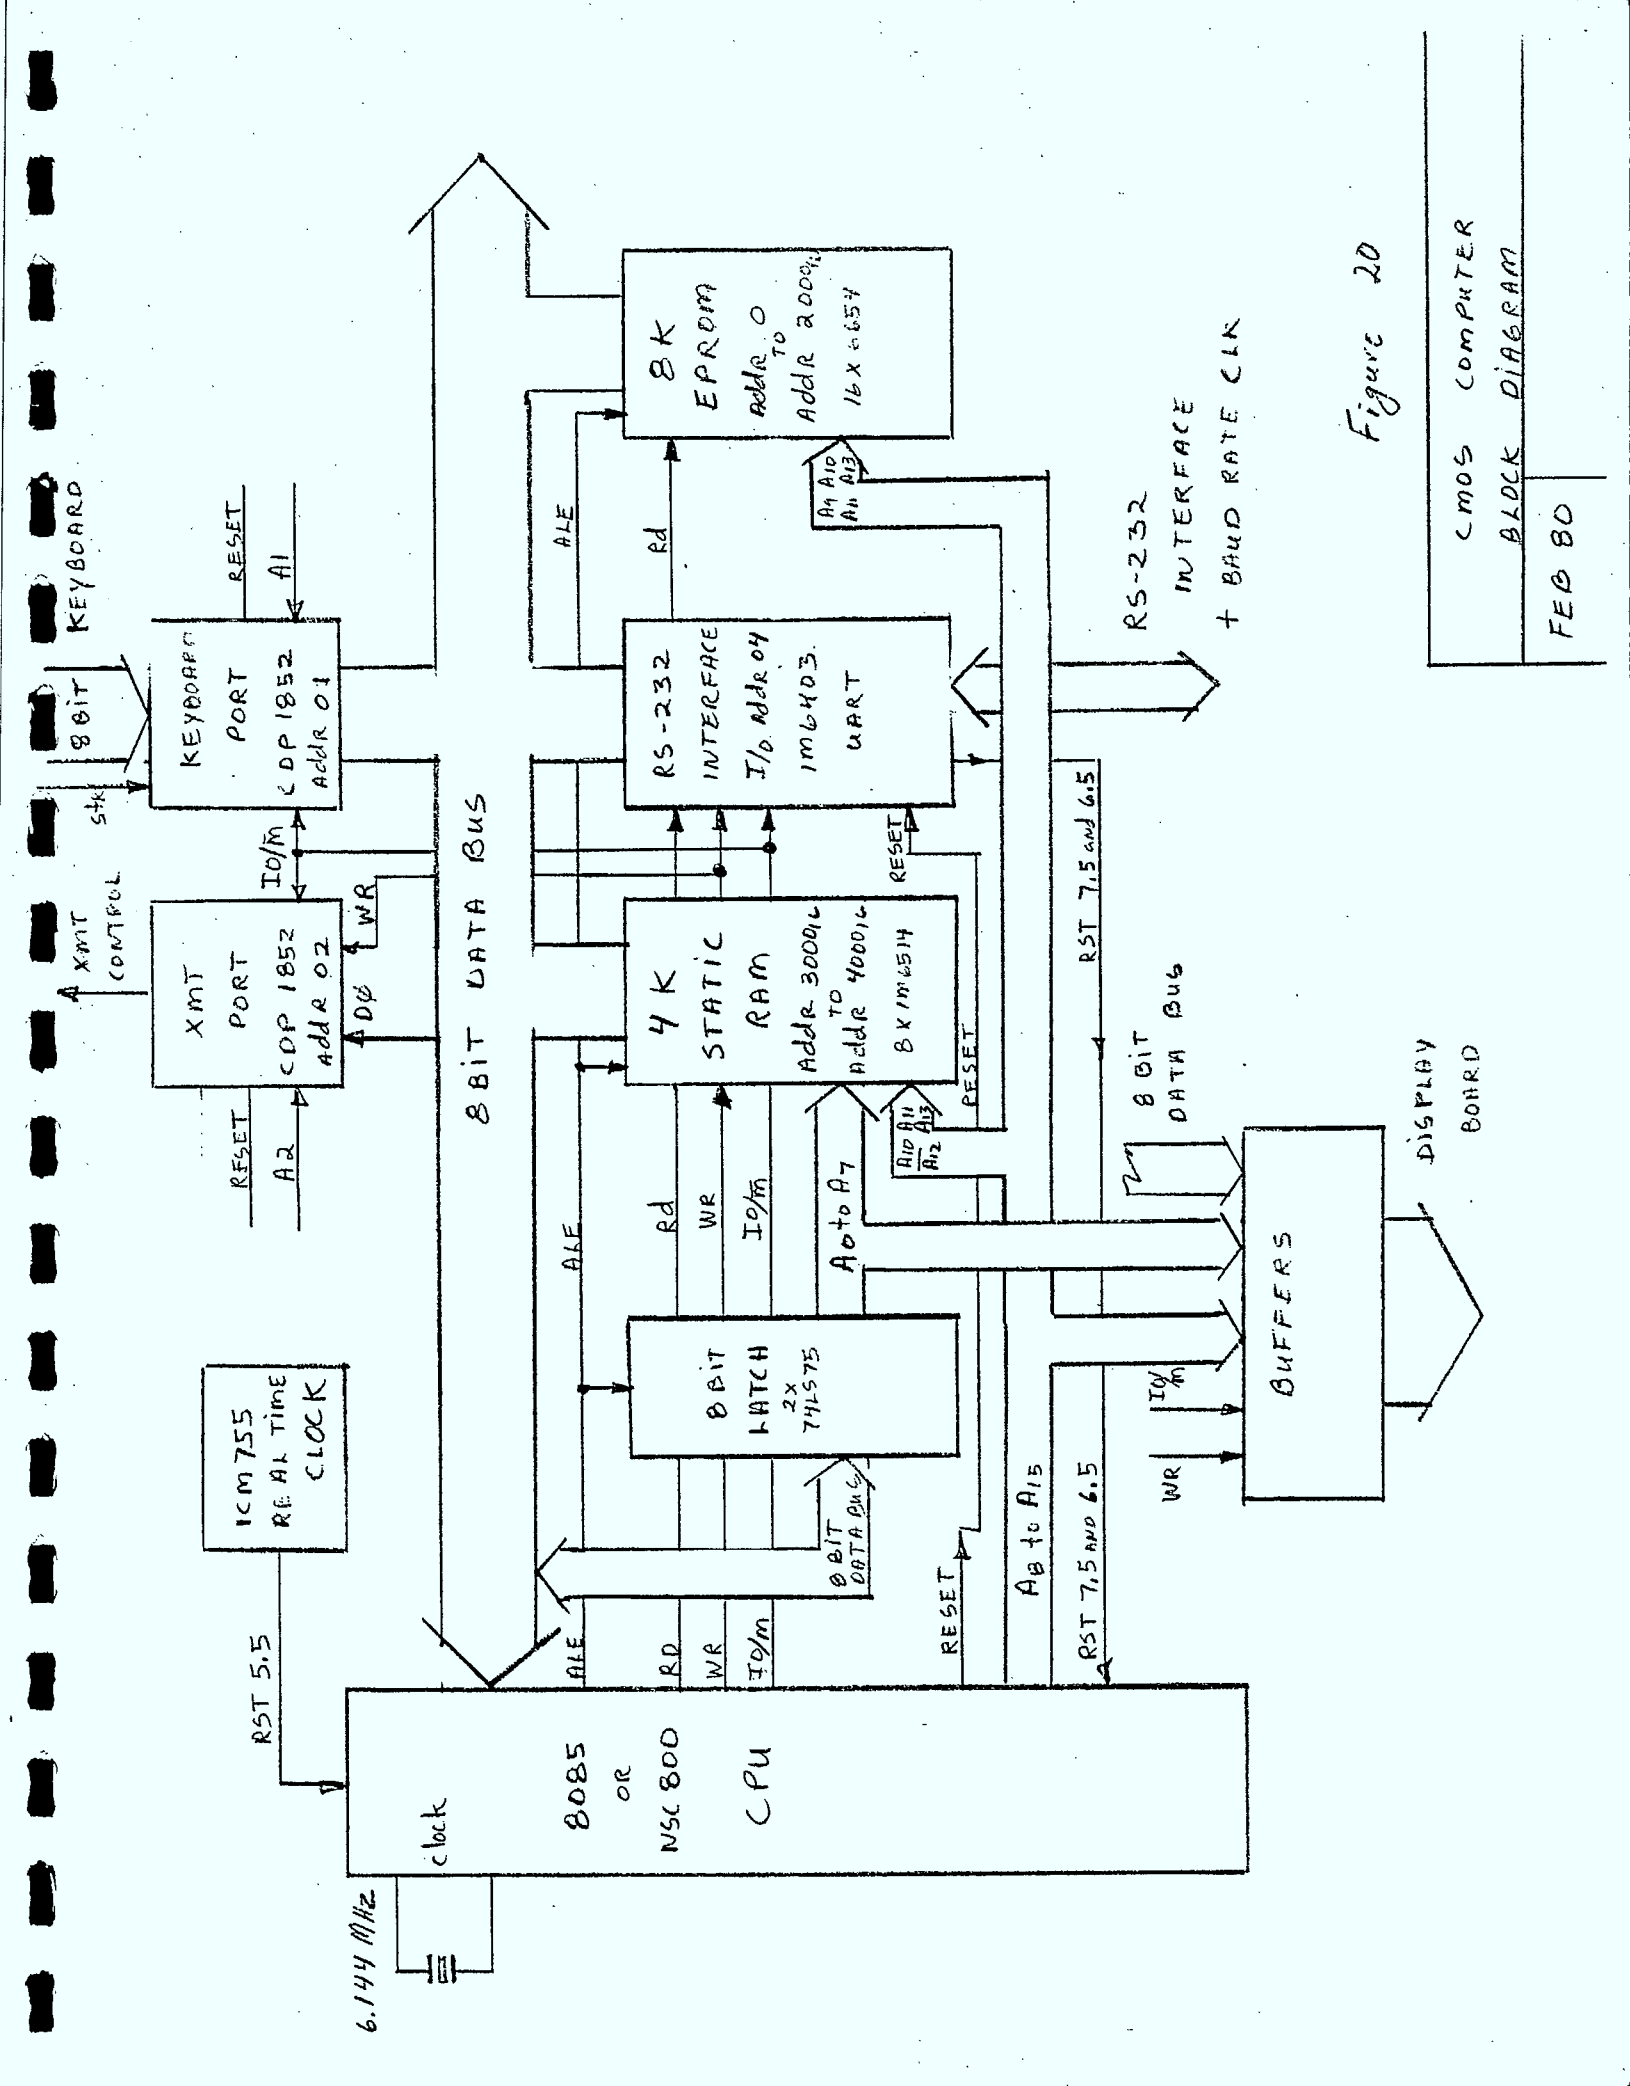 8 BIT
KEYBOARD
Stk
XMT
CONTROL
KEYBOARD
PORT
CDP 1852
Addr 01
RESET
A1
IO/m̅
XMT
PORT
CDP 1852
Addr 02
WR
DØ
RESET
A2
ICM 755
REAL TIME
CLOCK
RST 5.5
6.144 MHz
Clock
8085
OR
NSC 800
CPU
8 BIT DATA BUS
ALE
RD
WR
IO/m
RESET
A8 to A15
RST 7.5 AND 6.5
8 BIT
DATA BUS
8 BIT
LATCH
2X
74LS75
ALE
Rd
WR
IO/m̅
A0 to A7
A10 A11
A12 A13
RESET
4K
STATIC
RAM
AddR 3000₁₆
TO
AddR 4000₁₆
8 X IM6514
RESET
RS-232
INTERFACE
I/O Addr 04
IM6403.
UART
ALE
Rd
A9 A10
A11 A13
8K
EPROM
AddR 0
TO
AddR 2000₁₆
16 X 6654
RST 7.5 and 6.5
RS-232
INTERFACE
+ BAUD RATE CLK
8 BIT
DATA BUS
IO/m
WR
BUFFERS
DISPLAY
BOARD
Figure 20
CMOS COMPUTER
BLOCK DIAGRAM
FEB 80